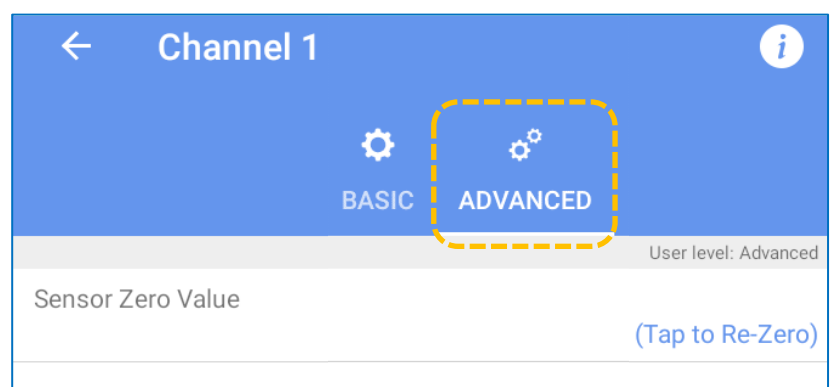 Channel 1
i
BASIC
ADVANCED
User level: Advanced
Sensor Zero Value
(Tap to Re-Zero)